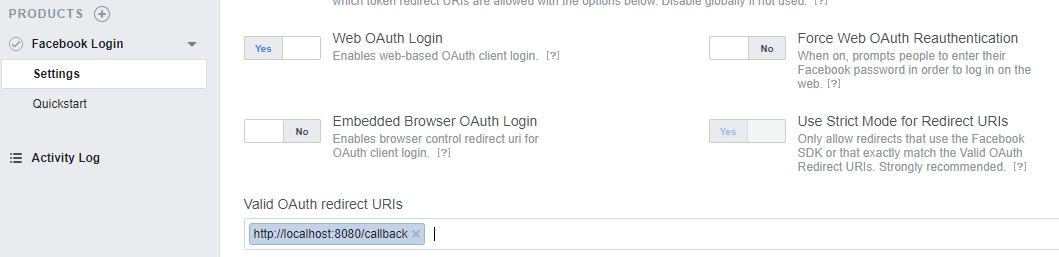 which token redirect URIs are allowed with the options below. Disable globally if not used. [?]
PRODUCTS
Facebook Login
Settings
Quickstart
Activity Log
Yes
Web OAuth Login
Enables web-based OAuth client login. [?]
No
Force Web OAuth Reauthentication
When on, prompts people to enter their
Facebook password in order to log in on the
web. [?]
No
Embedded Browser OAuth Login
Enables browser control redirect uri for
OAuth client login. [?]
Yes
Use Strict Mode for Redirect URIs
Only allow redirects that use the Facebook
SDK or that exactly match the Valid OAuth
Redirect URIs. Strongly recommended. [?]
Valid OAuth redirect URIs
http://localhost:8080/callback